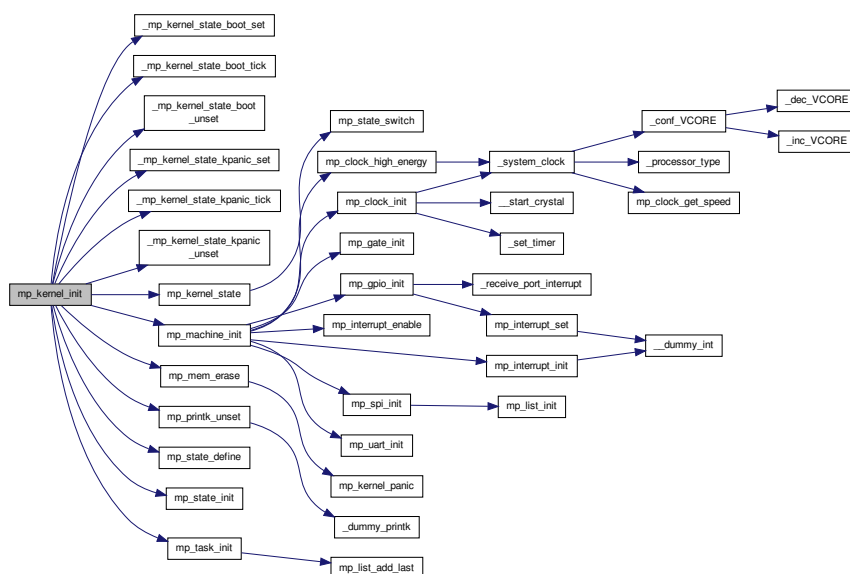 mp_kernel_init
_mp_kernel_state_boot_set
_mp_kernel_state_boot_tick
_mp_kernel_state_boot
_unset
_mp_kernel_state_kpanic_set
_mp_kernel_state_kpanic_tick
_mp_kernel_state_kpanic
_unset
mp_kernel_state
mp_machine_init
mp_mem_erase
mp_printk_unset
mp_state_define
mp_state_init
mp_task_init
mp_state_switch
mp_clock_high_energy
mp_clock_init
mp_gate_init
mp_gpio_init
mp_interrupt_enable
mp_spi_init
mp_uart_init
mp_kernel_panic
_dummy_printk
mp_list_add_last
_system_clock
__start_crystal
_set_timer
_receive_port_interrupt
mp_interrupt_set
mp_interrupt_init
mp_list_init
_conf_VCORE
_processor_type
mp_clock_get_speed
__dummy_int
_dec_VCORE
_inc_VCORE